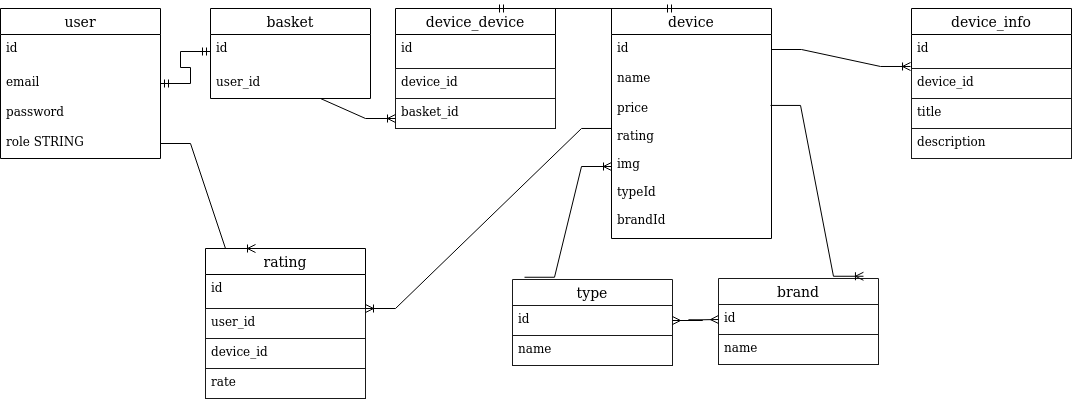 user
id
email
password
role STRING
basket
id
user_id
device_device
id
device_id
basket_id
device
id
name
price
rating
img
typeId
brandId
device_info
id
device_id
title
description
rating
id
user_id
device_id
rate
type
id
name
brand
id
name